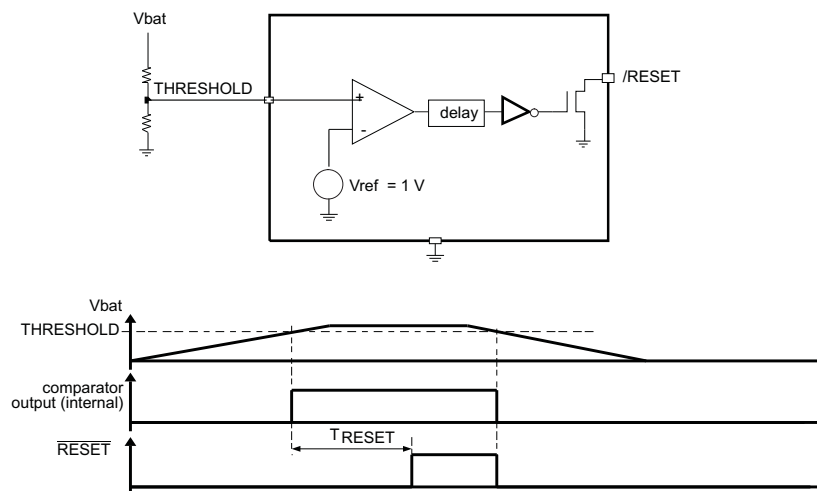 Vbat
THRESHOLD
+
-
delay
/RESET
Vref = 1 V
Vbat
THRESHOLD
comparator
output (internal)
TRESET
RESET